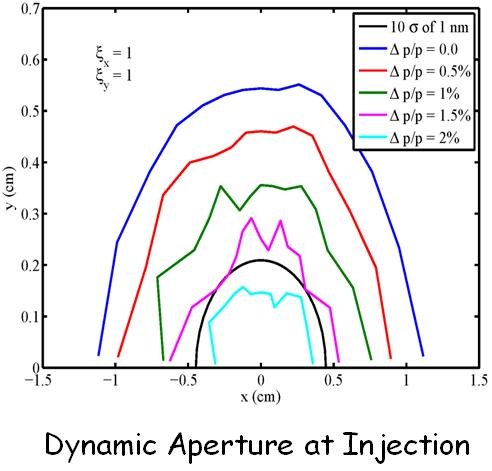 0.7
0.6
0.5
0.4
0.3
0.2
0.1
0
y (cm)
ξx = 1
ξy = 1
10 σ of 1 nm
Δ p/p = 0.0
Δ p/p = 0.5%
Δ p/p = 1%
Δ p/p = 1.5%
Δ p/p = 2%
−1.5 −1 −0.5 0 0.5 1 1.5
x (cm)
Dynamic Aperture at Injection